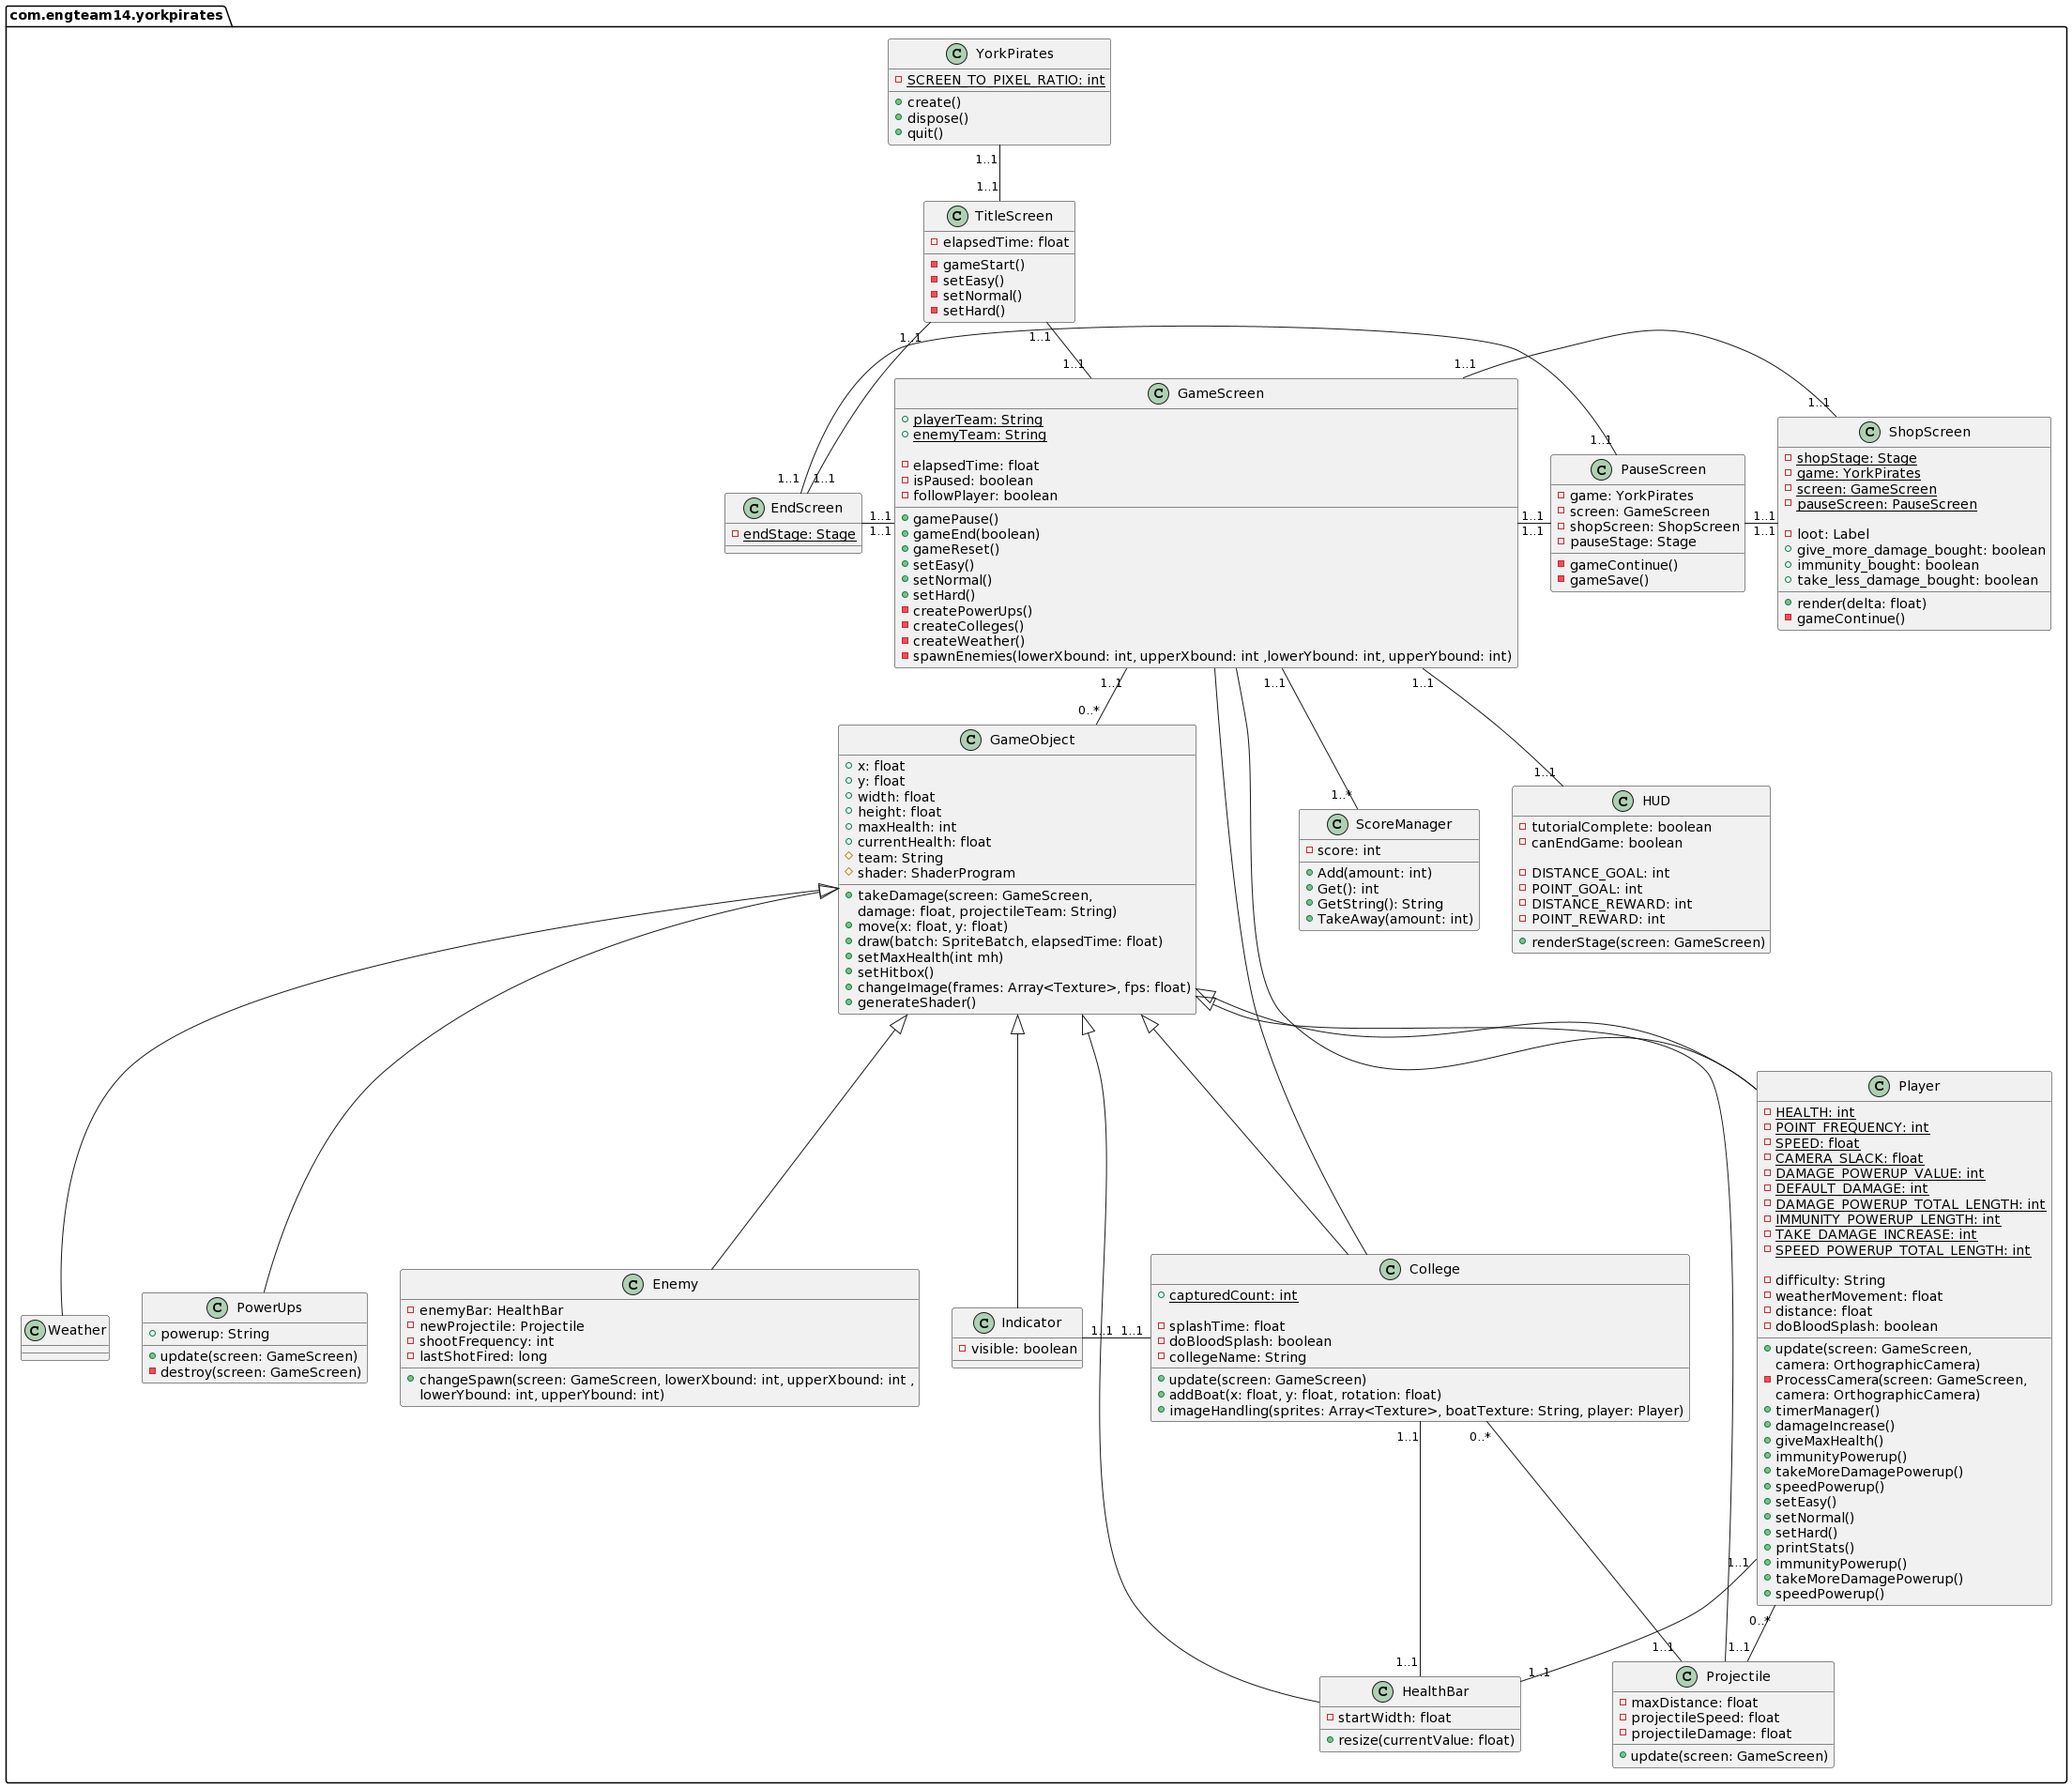 com.engteam14.yorkpirates
C YorkPirates
SCREEN_TO_PIXEL_RATIO: int
create()
dispose()
quit()
1..1
1..1
C TitleScreen
elapsedTime: float
gameStart()
setEasy()
setNormal()
setHard()
1..1
1..1
1..1
1..1
1..1
1..1
C GameScreen
playerTeam: String
enemyTeam: String
elapsedTime: float
isPaused: boolean
followPlayer: boolean
gamePause()
gameEnd(boolean)
gameReset()
setEasy()
setNormal()
setHard()
createPowerUps()
createColleges()
createWeather()
spawnEnemies(lowerXbound: int, upperXbound: int ,lowerYbound: int, upperYbound: int)
1..1
1..1
1..1
C EndScreen
endStage: Stage
1..1
1..1
C PauseScreen
game: YorkPirates
screen: GameScreen
shopScreen: ShopScreen
pauseStage: Stage
gameContinue()
gameSave()
1..1
1..1
1..1
1..1
C ShopScreen
shopStage: Stage
game: YorkPirates
screen: GameScreen
pauseScreen: PauseScreen
loot: Label
give_more_damage_bought: boolean
immunity_bought: boolean
take_less_damage_bought: boolean
render(delta: float)
gameContinue()
1..1
1..1
1..1
0..*
1..*
1..1
C GameObject
x: float
y: float
width: float
height: float
maxHealth: int
currentHealth: float
team: String
shader: ShaderProgram
takeDamage(screen: GameScreen,
damage: float, projectileTeam: String)
move(x: float, y: float)
draw(batch: SpriteBatch, elapsedTime: float)
setMaxHealth(int mh)
setHitbox()
changeImage(frames: Array<Texture>, fps: float)
generateShader()
C ScoreManager
score: int
Add(amount: int)
Get(): int
GetString(): String
TakeAway(amount: int)
C HUD
tutorialComplete: boolean
canEndGame: boolean
DISTANCE_GOAL: int
POINT_GOAL: int
DISTANCE_REWARD: int
POINT_REWARD: int
renderStage(screen: GameScreen)
C Player
HEALTH: int
POINT_FREQUENCY: int
SPEED: float
CAMERA_SLACK: float
DAMAGE_POWERUP_VALUE: int
DEFAULT_DAMAGE: int
DAMAGE_POWERUP_TOTAL_LENGTH: int
IMMUNITY_POWERUP_LENGTH: int
TAKE_DAMAGE_INCREASE: int
SPEED_POWERUP_TOTAL_LENGTH: int
difficulty: String
weatherMovement: float
distance: float
doBloodSplash: boolean
update(screen: GameScreen,
camera: OrthographicCamera)
ProcessCamera(screen: GameScreen,
camera: OrthographicCamera)
timerManager()
damageIncrease()
giveMaxHealth()
immunityPowerup()
takeMoreDamagePowerup()
speedPowerup()
setEasy()
setNormal()
setHard()
printStats()
immunityPowerup()
takeMoreDamagePowerup()
speedPowerup()
C Weather
C PowerUps
powerup: String
update(screen: GameScreen)
destroy(screen: GameScreen)
C Enemy
enemyBar: HealthBar
newProjectile: Projectile
shootFrequency: int
lastShotFired: long
changeSpawn(screen: GameScreen, lowerXbound: int, upperXbound: int ,
lowerYbound: int, upperYbound: int)
C Indicator
visible: boolean
1..1
1..1
C College
capturedCount: int
splashTime: float
doBloodSplash: boolean
collegeName: String
update(screen: GameScreen)
addBoat(x: float, y: float, rotation: float)
imageHandling(sprites: Array<Texture>, boatTexture: String, player: Player)
1..1
0..*
1..1
0..*
1..1
1..1
1..1
1..1
C HealthBar
startWidth: float
resize(currentValue: float)
C Projectile
maxDistance: float
projectileSpeed: float
projectileDamage: float
update(screen: GameScreen)